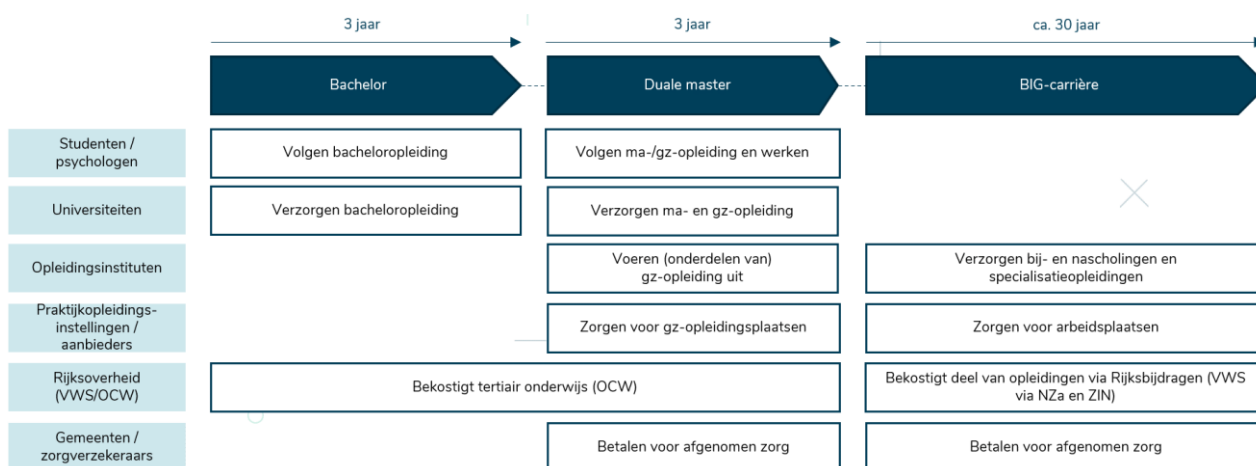 3 jaar
3 jaar
ca. 30 jaar
Bachelor
Duale master
BIG-carrière
Studenten /
psychologen
Volgen bacheloropleiding
Volgen ma-/gz-opleiding en werken
Universiteiten
Verzorgen bacheloropleiding
Verzorgen ma- en gz-opleiding
Opleidingsinstituten
Voeren (onderdelen van)
gz-opleiding uit
Verzorgen bij- en nascholingen en
specialisatieopleidingen
Praktijkopleidings-
instellingen /
aanbieders
Zorgen voor gz-opleidingsplaatsen
Zorgen voor arbeidsplaatsen
Rijksoverheid
(VWS/OCW)
Bekostigt tertiair onderwijs (OCW)
Bekostigt deel van opleidingen via Rijksbijdragen (VWS
via NZa en ZIN)
Gemeenten /
zorgverzekeraars
Betalen voor afgenomen zorg
Betalen voor afgenomen zorg